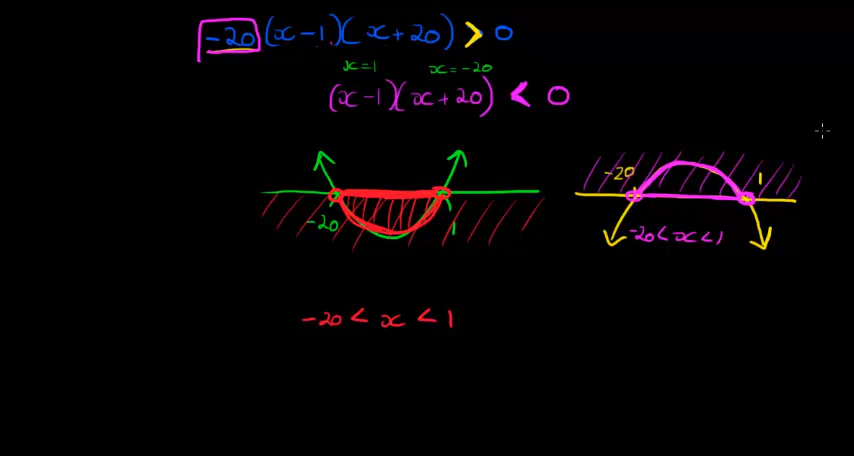 -20(x-1)(x+20) > 0
x=1 x=-20
(x-1)(x+20) < 0
-20 1
-20 1
-20<x<1
-20 < x < 1